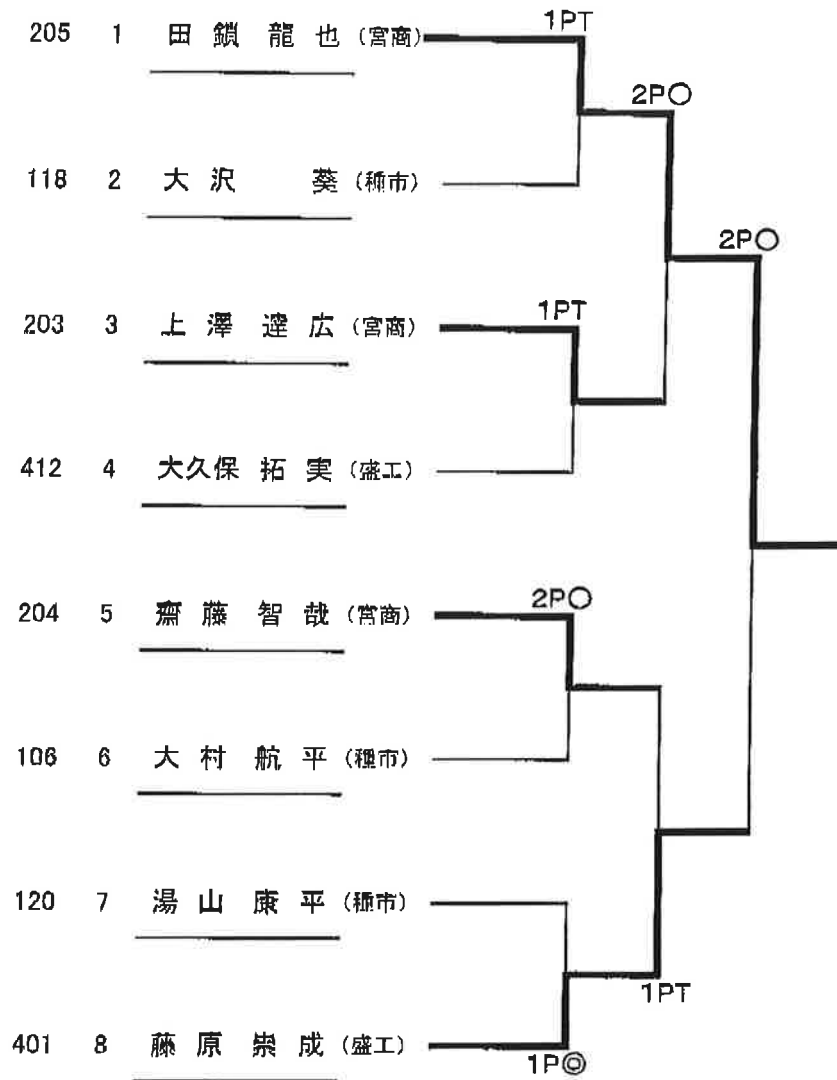 1PT
205 1 田鎖 龍也 (宮商)
2P○
118 2 大沢 葵 (種市)
2P○
1PT
203 3 上澤 達広 (宮商)
412 4 大久保 拓実 (盛工)
2P○
204 5 齋藤 智哉 (宮商)
106 6 大村 航平 (種市)
120 7 湯山 康平 (種市)
1PT
401 8 藤原 崇成 (盛工)
1P◎